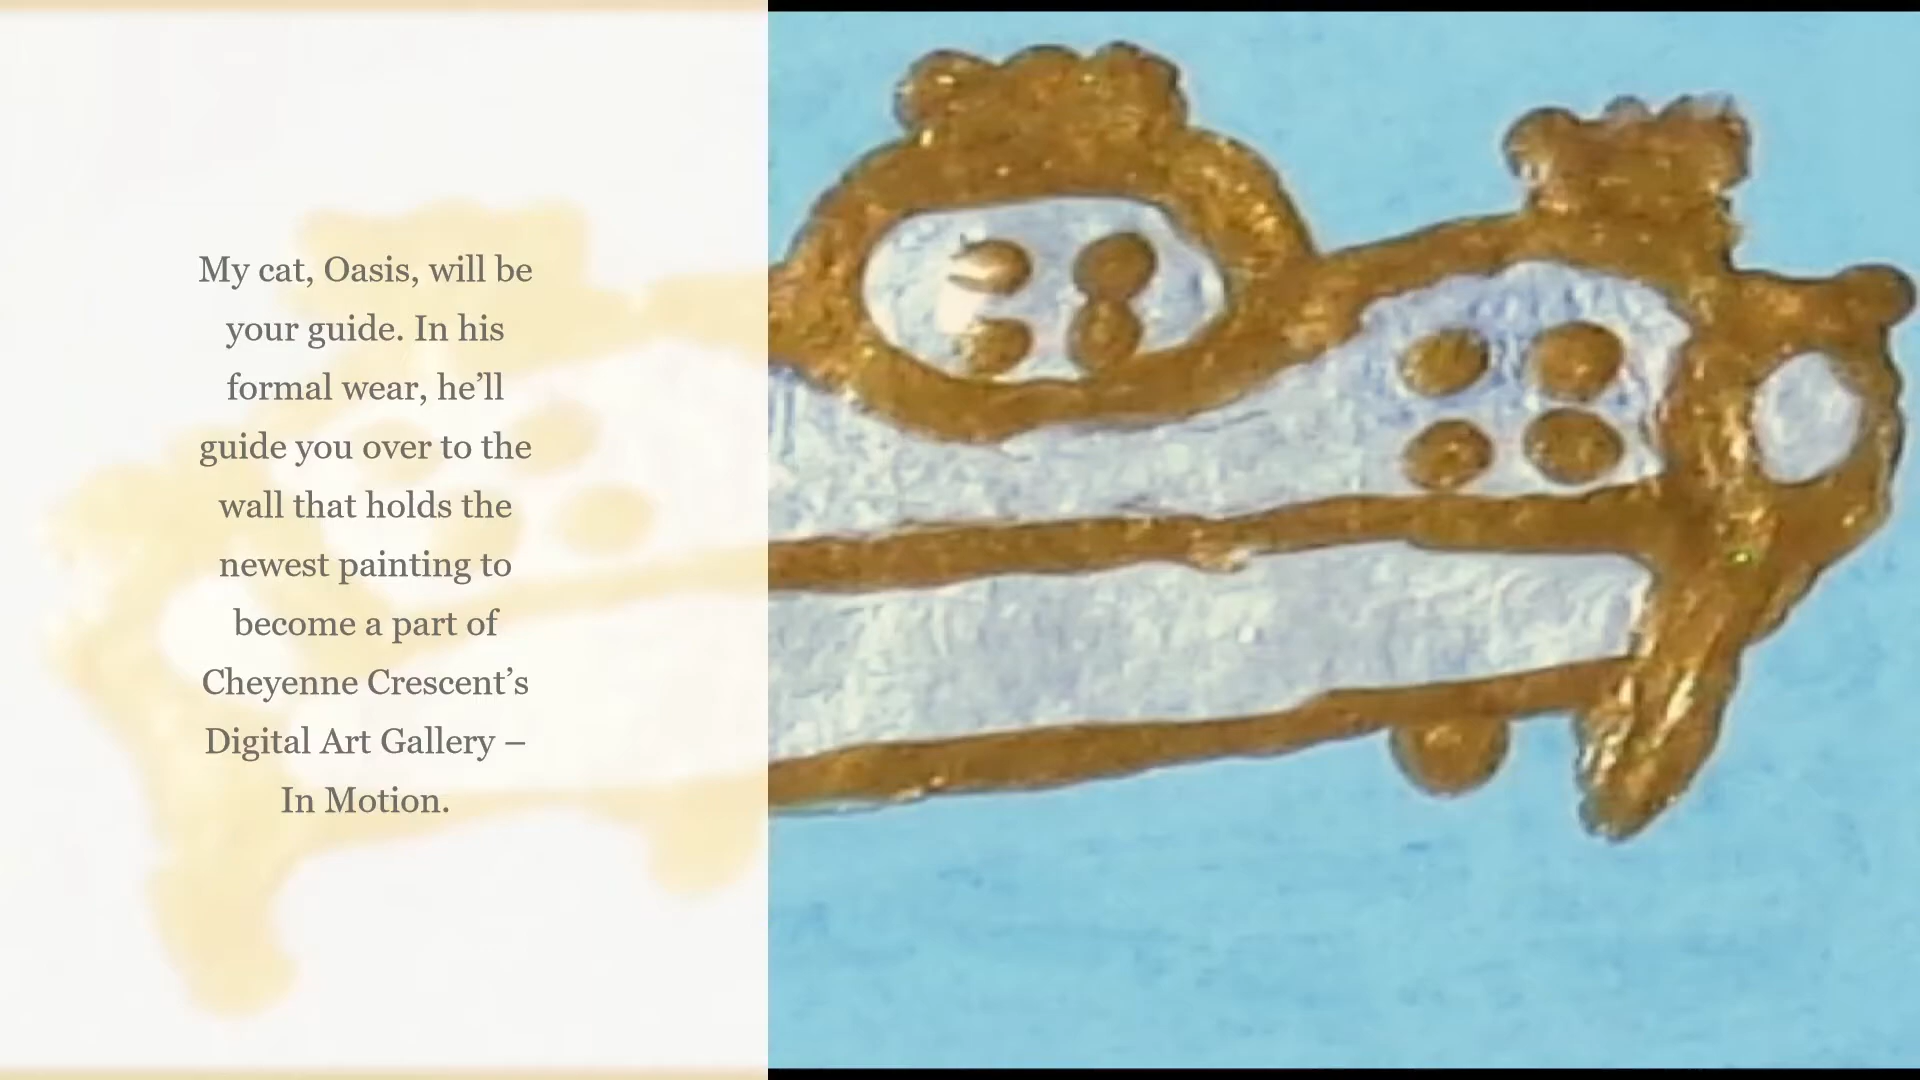 My cat, Oasis, will be
your guide. In his
formal wear, he’ll
guide you over to the
wall that holds the
newest painting to
become a part of
Cheyenne Crescent’s
Digital Art Gallery –
In Motion.